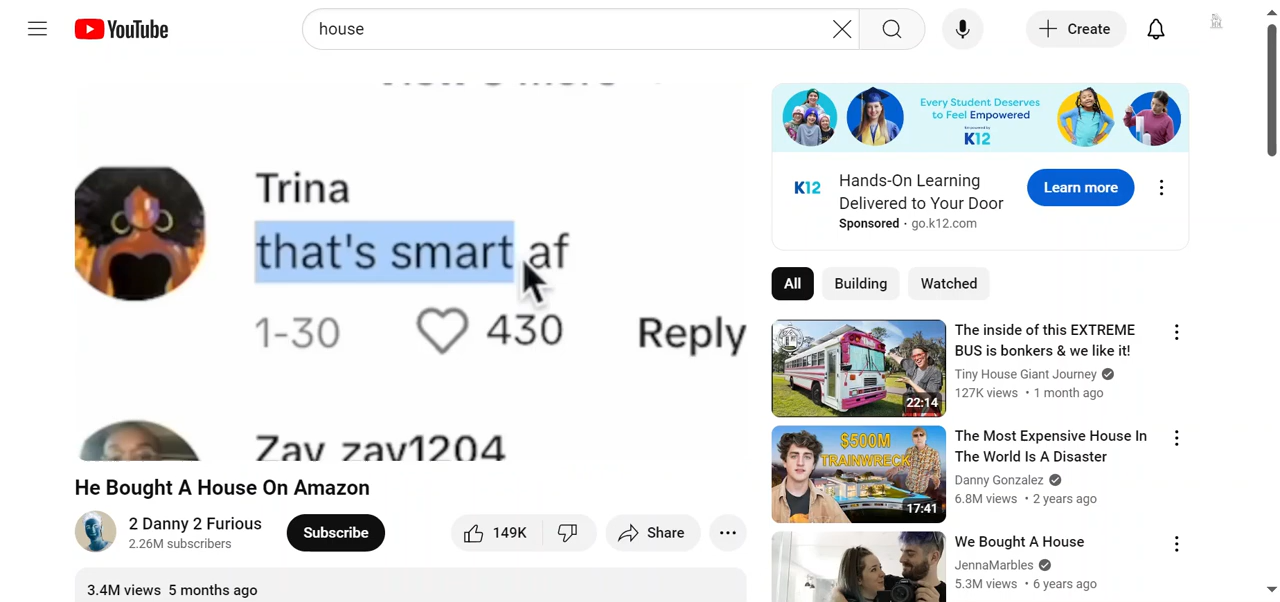 YouTube
house
Create
Trina
that's smart af
1-30
430
Reply
Zay zay1204
He Bought A House On Amazon
2 Danny 2 Furious
2.26M subscribers
Subscribe
149K
Share
3.4M views 5 months ago
Every Student Deserves
to Feel Empowered
K12
K12
Hands-On Learning
Delivered to Your Door
Sponsored · go.k12.com
Learn more
All
Building
Watched
22:14
The inside of this EXTREME
BUS is bonkers & we like it!
Tiny House Giant Journey
127K views • 1 month ago
$500M
TRAINWRECK
17:41
The Most Expensive House In
The World Is A Disaster
Danny Gonzalez
6.8M views • 2 years ago
We Bought A House
JennaMarbles
5.3M views • 6 years ago